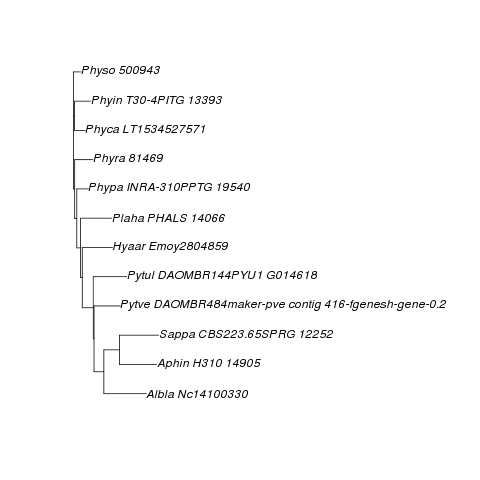 Physo 500943
Phyin T30-4PITG 13393
Phyca LT1534527571
Phyra 81469
Phypa INRA-310PPTG 19540
Plaha PHALS 14066
Hyaar Emoy2804859
Pytul DAOMBR144PYU1 G014618
Pytve DAOMBR484maker-pve contig 416-fgenesh-gene-0.2
Sappa CBS223.65SPRG 12252
Aphin H310 14905
Albla Nc14100330